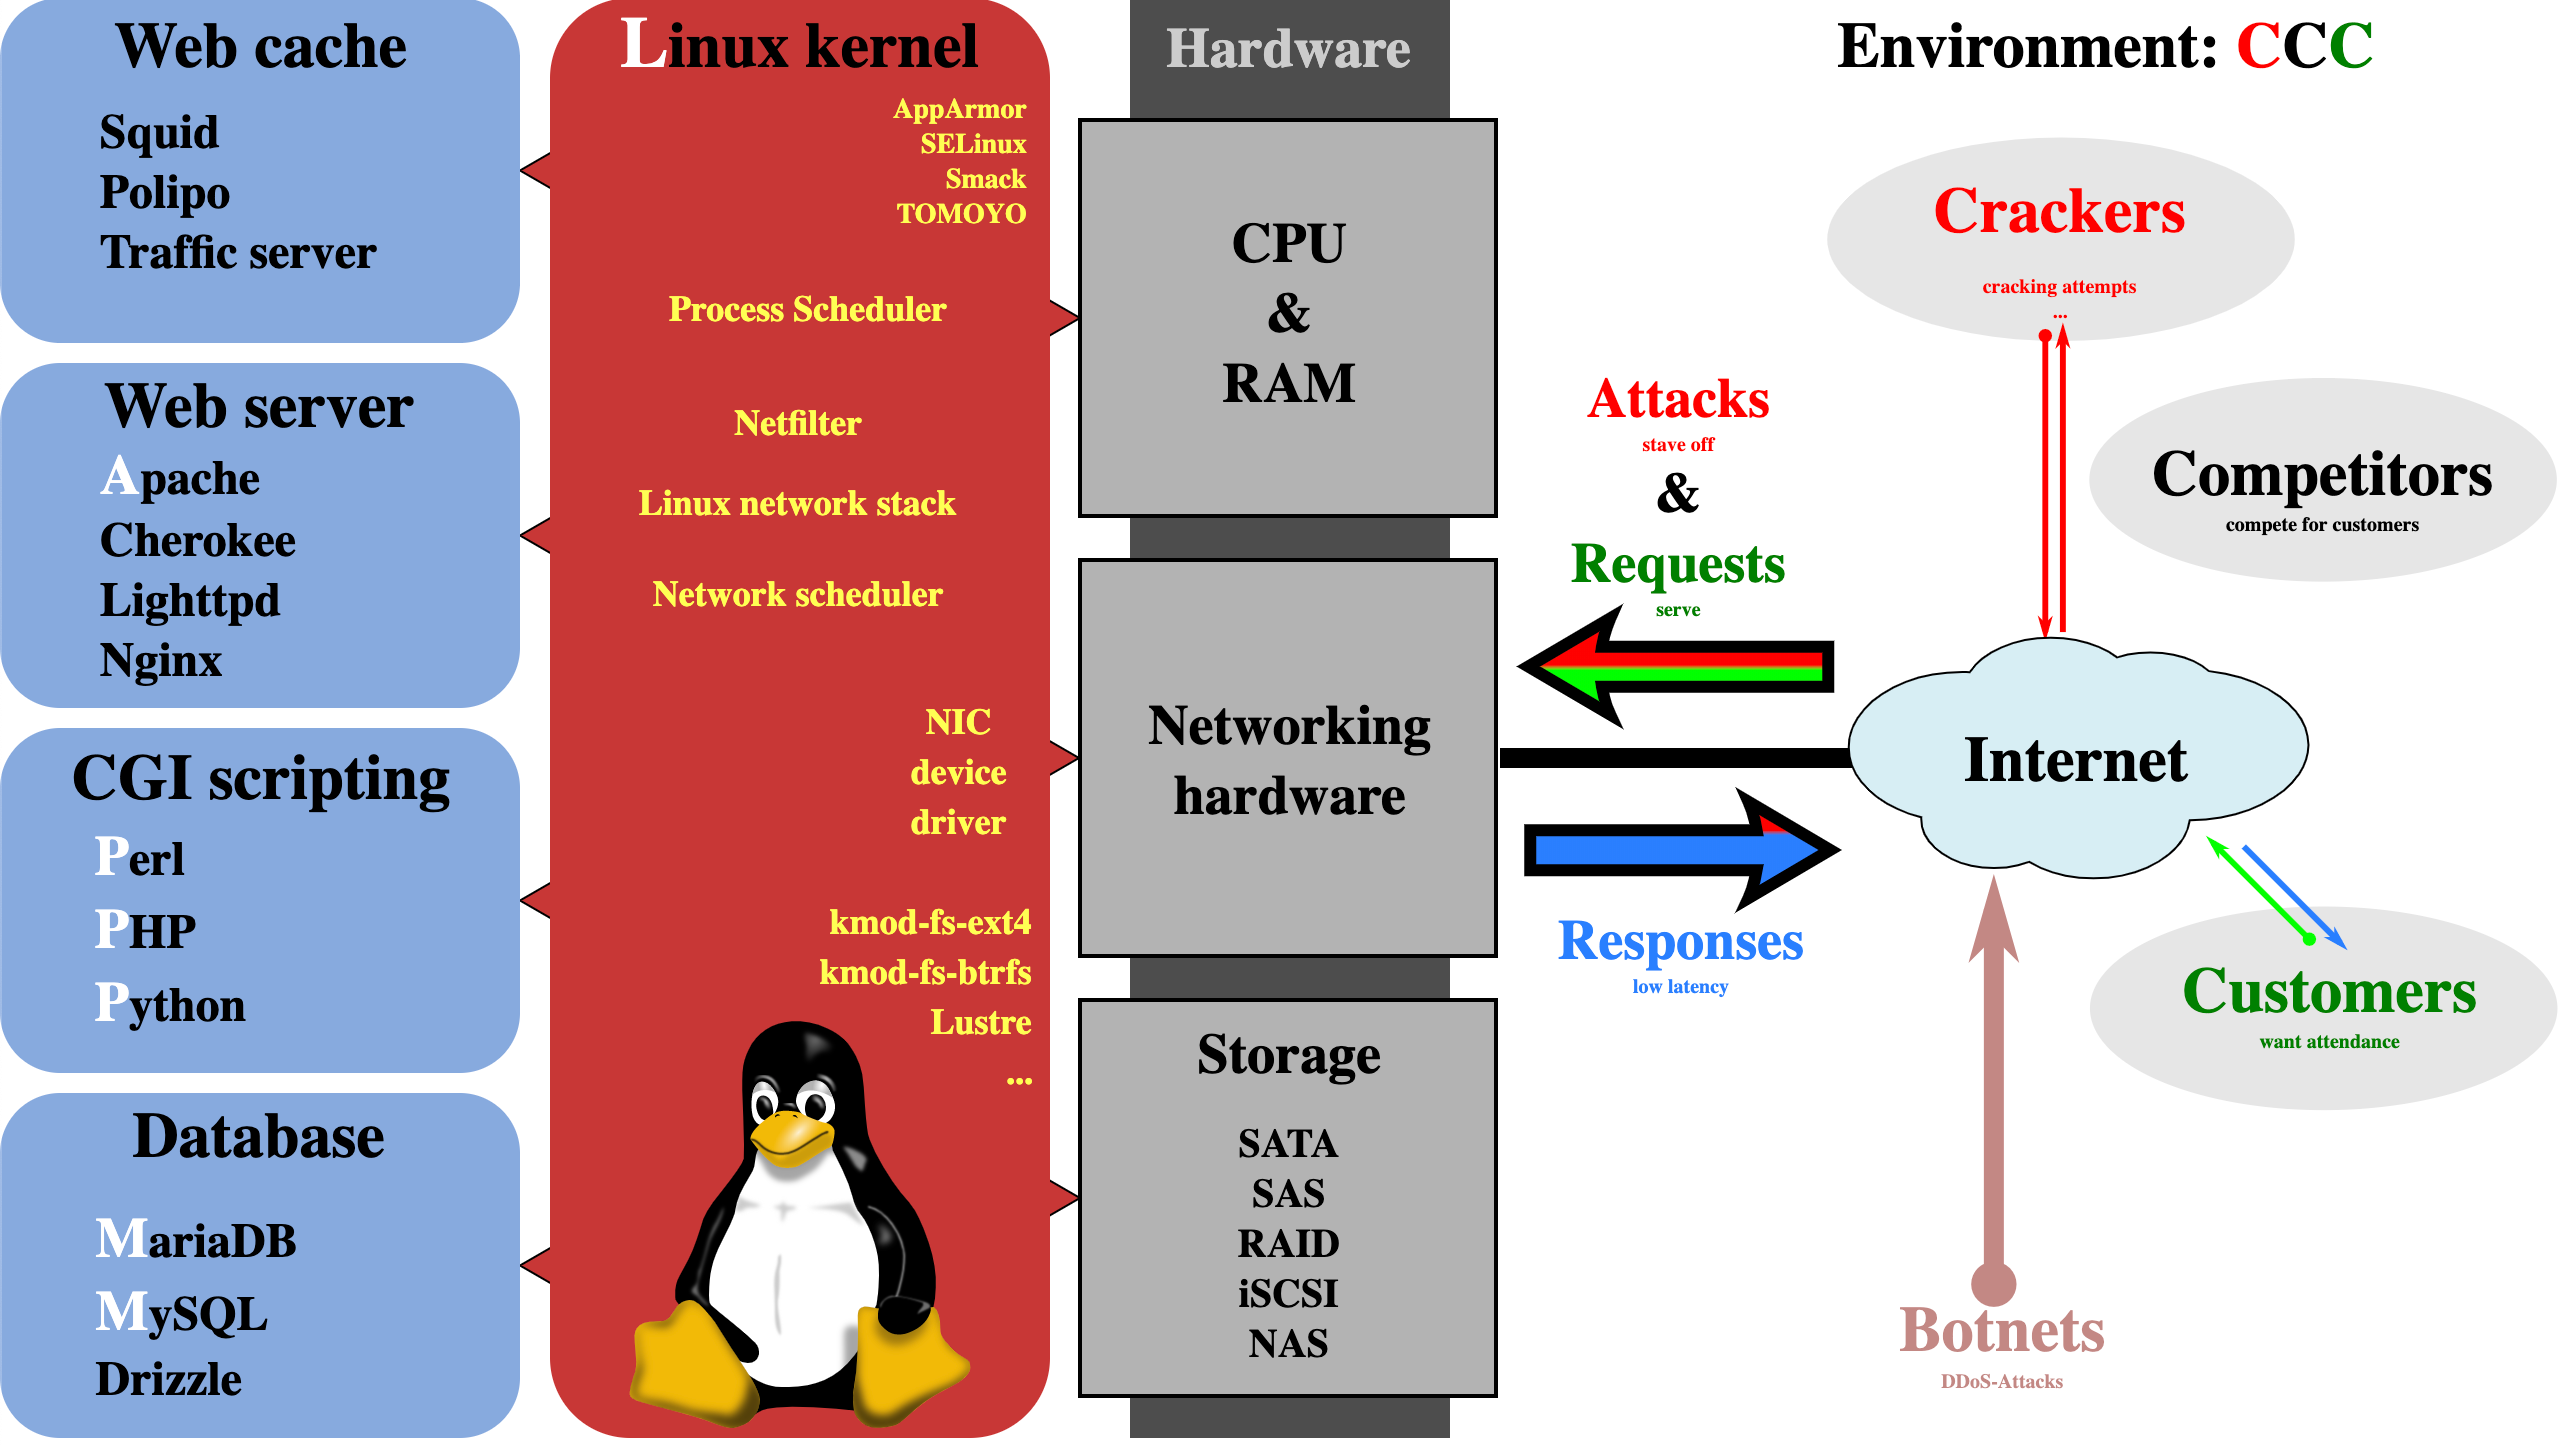 Web cache
Squid
Polipo
Traffic server
Web server
Apache
Cherokee
Lighttpd
Nginx
CGI scripting
Perl
PHP
Python
Database
MariaDB
MySQL
Drizzle
Linux kernel
AppArmor
SELinux
Smack
TOMOYO
Process Scheduler
Netfilter
Linux network stack
Network scheduler
NIC
device
driver
kmod-fs-ext4
kmod-fs-btrfs
Lustre
...
Hardware
CPU
&
RAM
Networking
hardware
Storage
SATA
SAS
RAID
iSCSI
NAS
Attacks
stave off
&
Requests
serve
Responses
low latency
Environment: CCC
Crackers
cracking attempts
...
Competitors
compete for customers
Internet
Customers
want attendance
Botnets
DDoS-Attacks